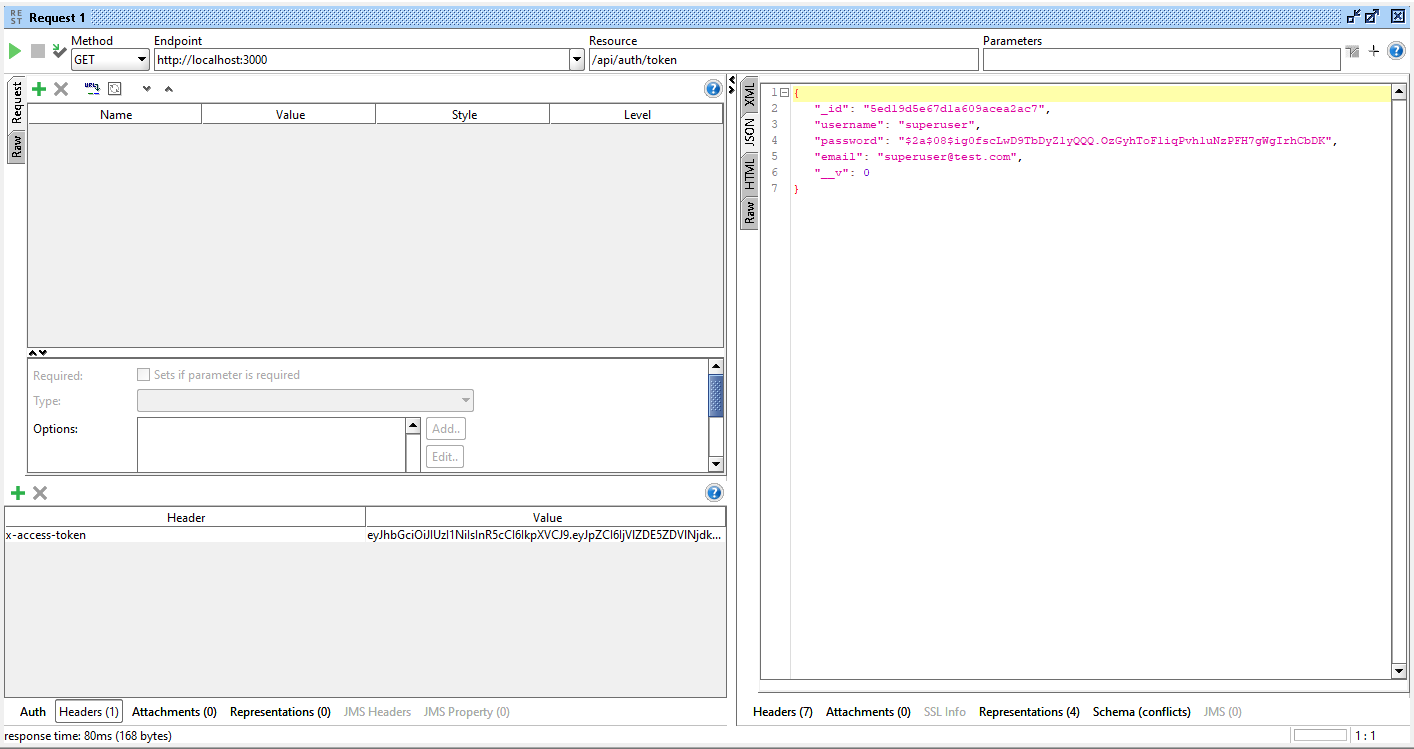 RE
ST
Request 1
Method
Endpoint
Resource
Parameters
GET
http://localhost:3000
/api/auth/token
Request
Raw
Name Value Style Level
Required:
Sets if parameter is required
Type:
Options:
Add..
Edit..
Header Value
x-access-token
Auth Headers (1) Attachments (0) Representations (0) JMS Headers JMS Property (0)
response time: 80ms (168 bytes)
XML
JSON
HTML
Raw
1 {
2 "_id": "5ed19d5e67d1a609acea2ac7",
3 "username": "superuser",
4 "password": "$2a$08$ig0fscLwD9TbDyZlyQQQ.OzGyhToFliqPvhluNzPFH7gWgIrhCbDK",
5 "email": "superuser@test.com",
6 "__v": 0
7 }
Headers (7) Attachments (0) SSL Info Representations (4) Schema (conflicts) JMS (0)
1 : 1